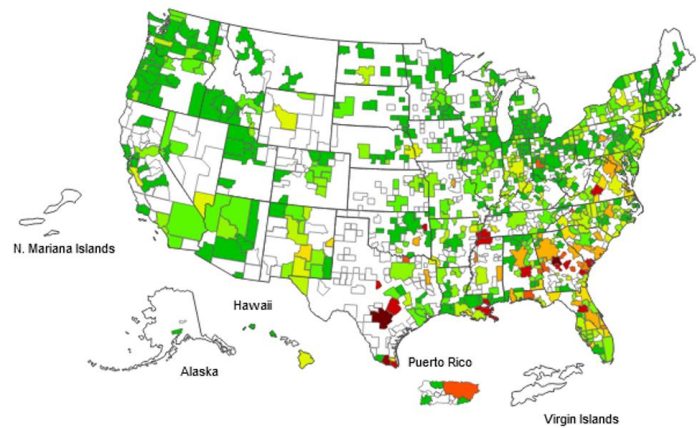 N. Mariana Islands
Hawaii
Alaska
Puerto Rico
Virgin Islands